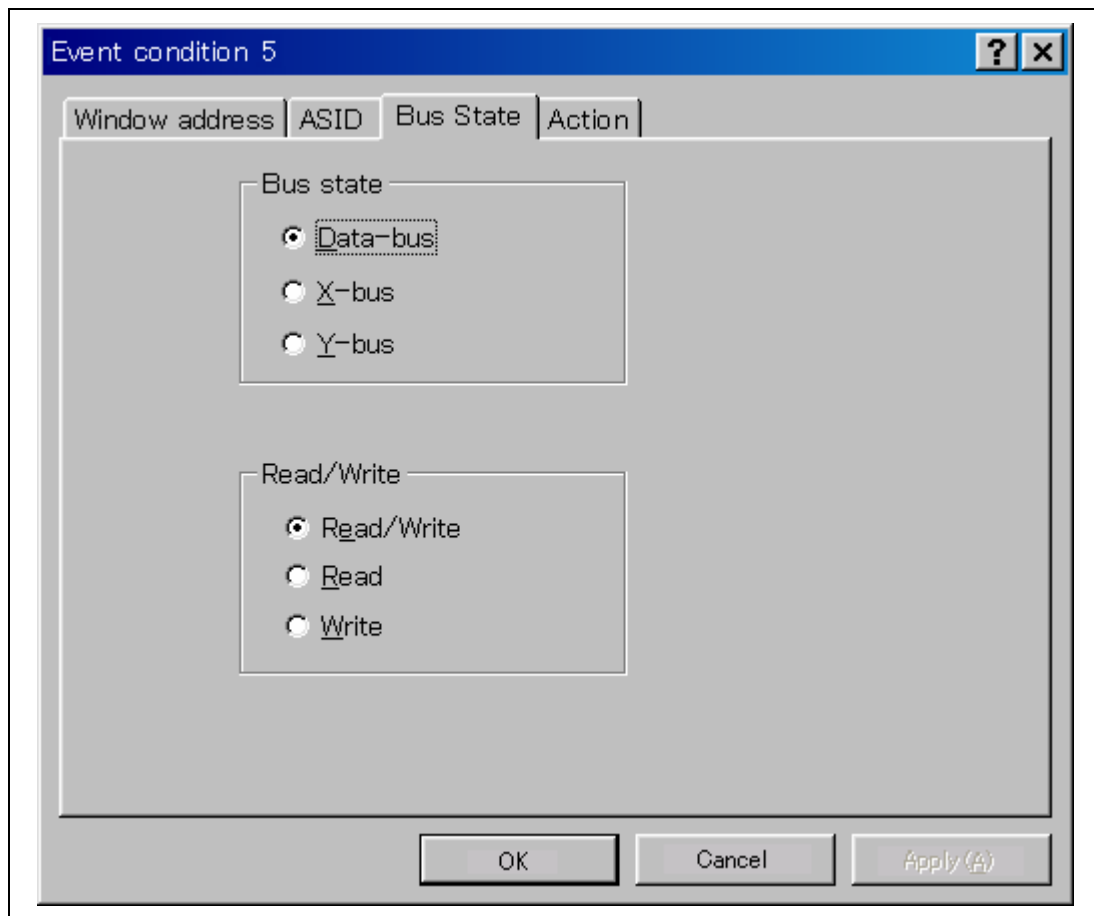 Event condition 5
Window address ASID Bus State Action
Bus state
Data-bus
X-bus
Y-bus
Read/Write
Read/Write
Read
Write
OK Cancel Apply(A)